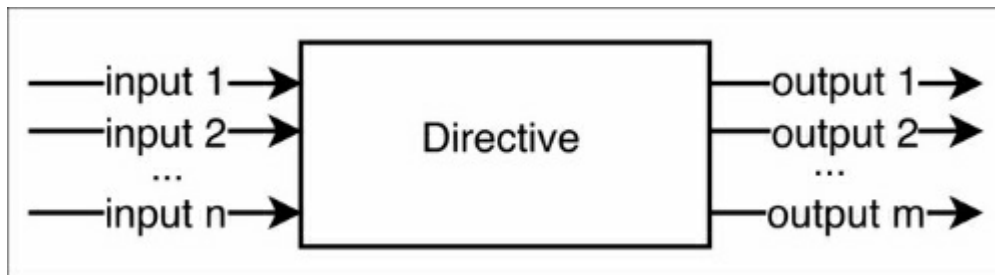 input 1
output 1
input 2
Directive
output 2
...
...
input n
output m